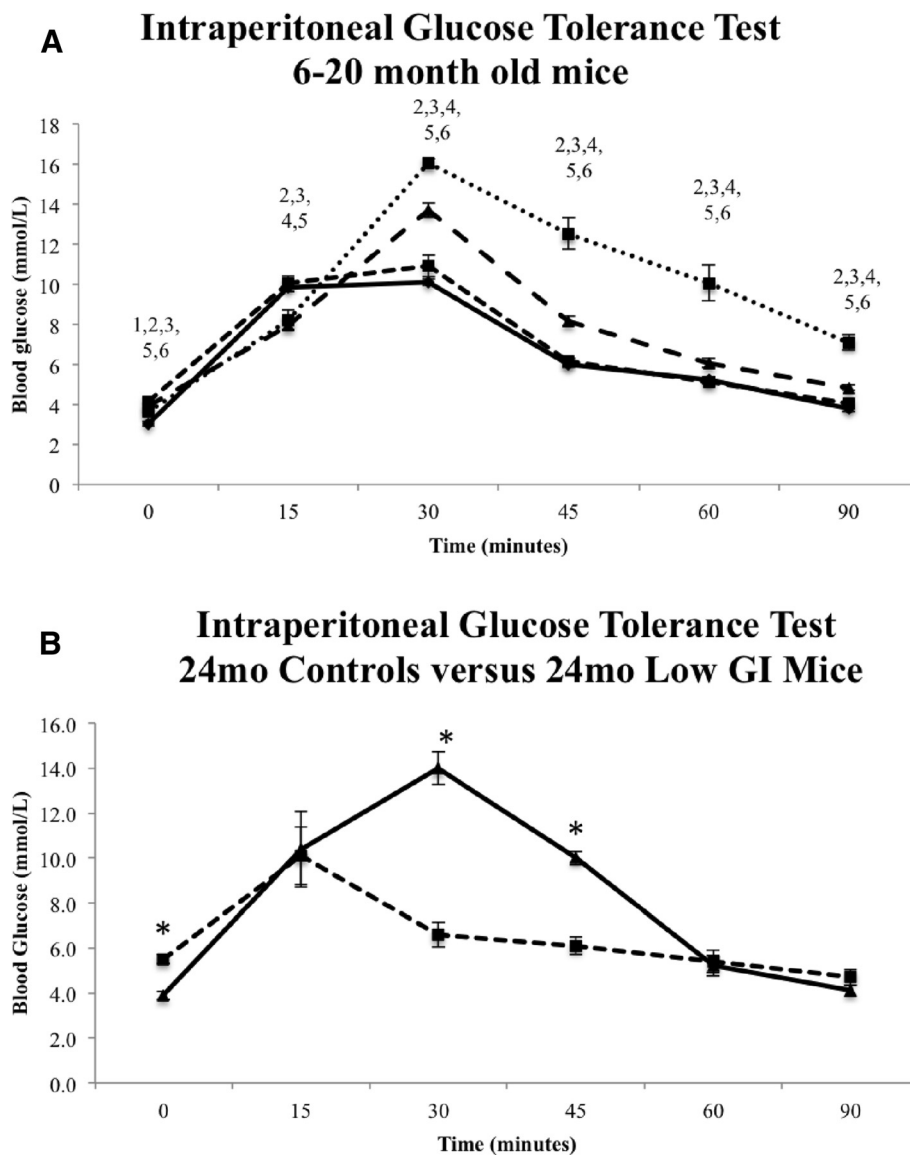 A
Intraperitoneal Glucose Tolerance Test
6-20 month old mice
Blood glucose (mmol/L)
18
16
14
12
10
8
6
4
2
0
1,2,3,
5,6
2,3,
4,5
2,3,4,
5,6
2,3,4,
5,6
2,3,4,
5,6
2,3,4,
5,6
0 15 30 45 60 90
Time (minutes)
B
Intraperitoneal Glucose Tolerance Test
24mo Controls versus 24mo Low GI Mice
Blood Glucose (mmol/L)
16.0
14.0
12.0
10.0
8.0
6.0
4.0
2.0
0.0
*
*
*
0 15 30 45 60 90
Time (minutes)